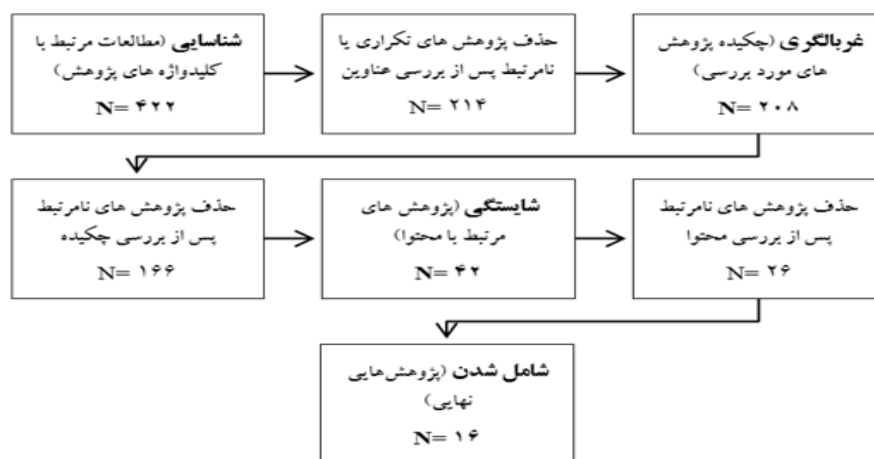 شناسایی (مطالعات مرتبط با
کلیدواژه های پژوهش)
N= ۴۲۲
حذف پژوهش های تکراری یا
نامرتبط پس از بررسی عناوین
N= ۲۱۴
غربالگری (چکیده پژوهش
های مورد بررسی)
N= ۲۰۸
حذف پژوهش های نامرتبط
پس از بررسی چکیده
N= ۱۶۶
شایستگی (پژوهش های
مرتبط با محتوا)
N= ۴۲
حذف پژوهش های نامرتبط
پس از بررسی محتوا
N= ۲۶
شامل شدن (پژوهش‌هایی
نهایی)
N= ۱۶